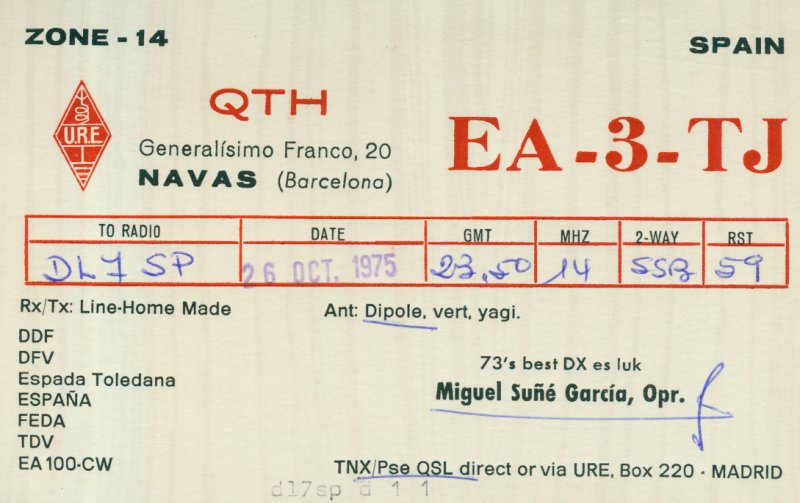 ZONE - 14
SPAIN
QTH
U.R.E
EA-3-TJ
Generalísimo Franco, 20
NAVAS (Barcelona)
TO RADIO DATE GMT MHZ 2-WAY RST
DL7 SP 26 OCT. 1975 23,50 14 SSB 59
Rx/Tx: Line-Home Made
Ant: Dipole, vert, yagi.
DDF
DFV
Espada Toledana
ESPAÑA
FEDA
TDV
EA 100-CW
73's best DX es luk
Miguel Suñé García, Opr.
TNX/Pse QSL direct or via URE, Box 220 - MADRID
dl7sp d 1 1